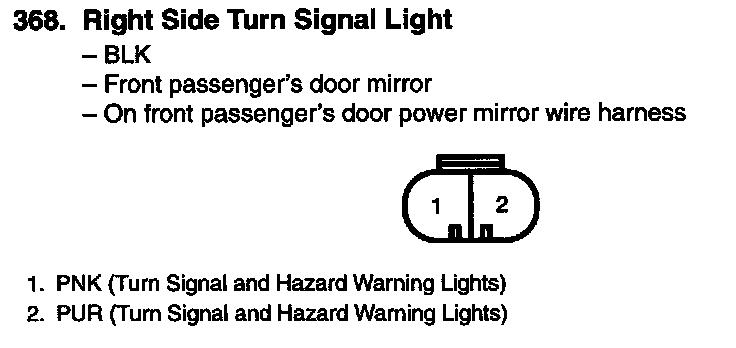 368. Right Side Turn Signal Light
– BLK
– Front passenger's door mirror
– On front passenger's door power mirror wire harness
1 2
1. PNK (Turn Signal and Hazard Warning Lights)
2. PUR (Turn Signal and Hazard Warning Lights)